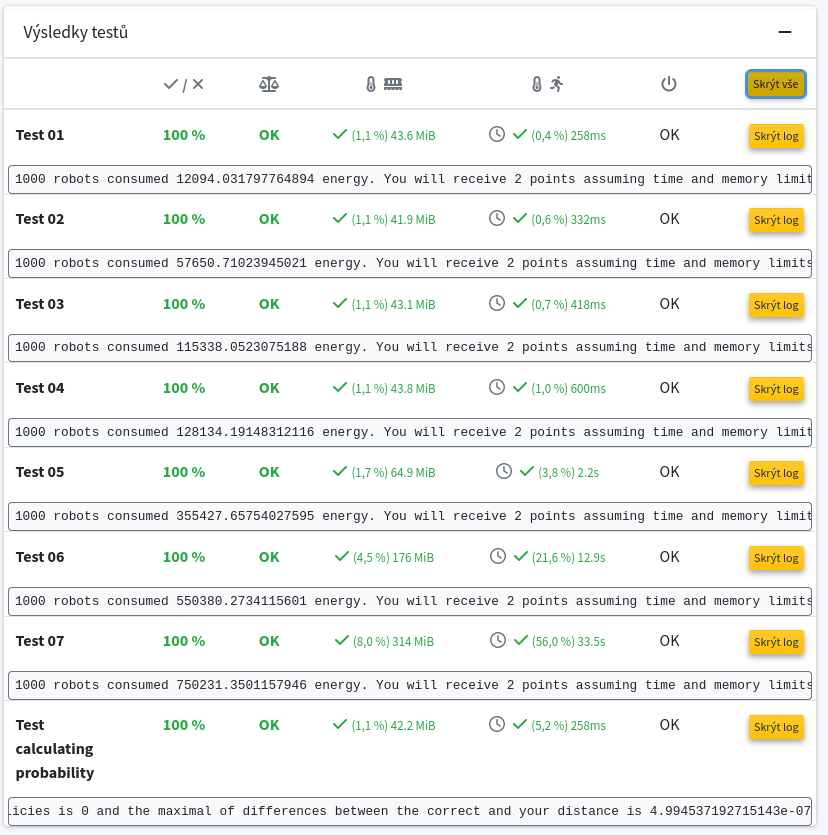 Výsledky testů
/
Skrýt vše
Test 01 100 % OK (1,1 %) 43.6 MiB (0,4 %) 258ms OK Skrýt log
1000 robots consumed 12094.031797764894 energy. You will receive 2 points assuming time and memory limit
Test 02 100 % OK (1,1 %) 41.9 MiB (0,6 %) 332ms OK Skrýt log
1000 robots consumed 57650.71023945021 energy. You will receive 2 points assuming time and memory limits
Test 03 100 % OK (1,1 %) 43.1 MiB (0,7 %) 418ms OK Skrýt log
1000 robots consumed 115338.0523075188 energy. You will receive 2 points assuming time and memory limits
Test 04 100 % OK (1,1 %) 43.8 MiB (1,0 %) 600ms OK Skrýt log
1000 robots consumed 128134.19148312116 energy. You will receive 2 points assuming time and memory limit
Test 05 100 % OK (1,7 %) 64.9 MiB (3,8 %) 2.2s OK Skrýt log
1000 robots consumed 355427.65754027595 energy. You will receive 2 points assuming time and memory limit
Test 06 100 % OK (4,5 %) 176 MiB (21,6 %) 12.9s OK Skrýt log
1000 robots consumed 550380.2734115601 energy. You will receive 2 points assuming time and memory limits
Test 07 100 % OK (8,0 %) 314 MiB (56,0 %) 33.5s OK Skrýt log
1000 robots consumed 750231.3501157946 energy. You will receive 2 points assuming time and memory limits
Test 100 % OK (1,1 %) 42.2 MiB (5,2 %) 258ms OK Skrýt log
calculating
probability
icies is 0 and the maximal of differences between the correct and your distance is 4.994537192715143e-07